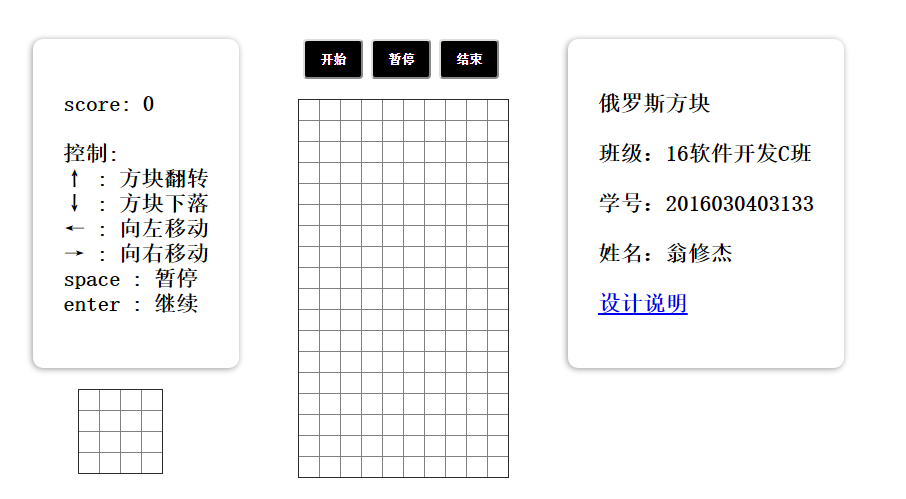 score: 0
控制:
↑ : 方块翻转
↓ : 方块下落
← : 向左移动
→ : 向右移动
space : 暂停
enter : 继续
开始
暂停
结束
俄罗斯方块
班级：16软件开发C班
学号：2016030403133
姓名：翁修杰
设计说明